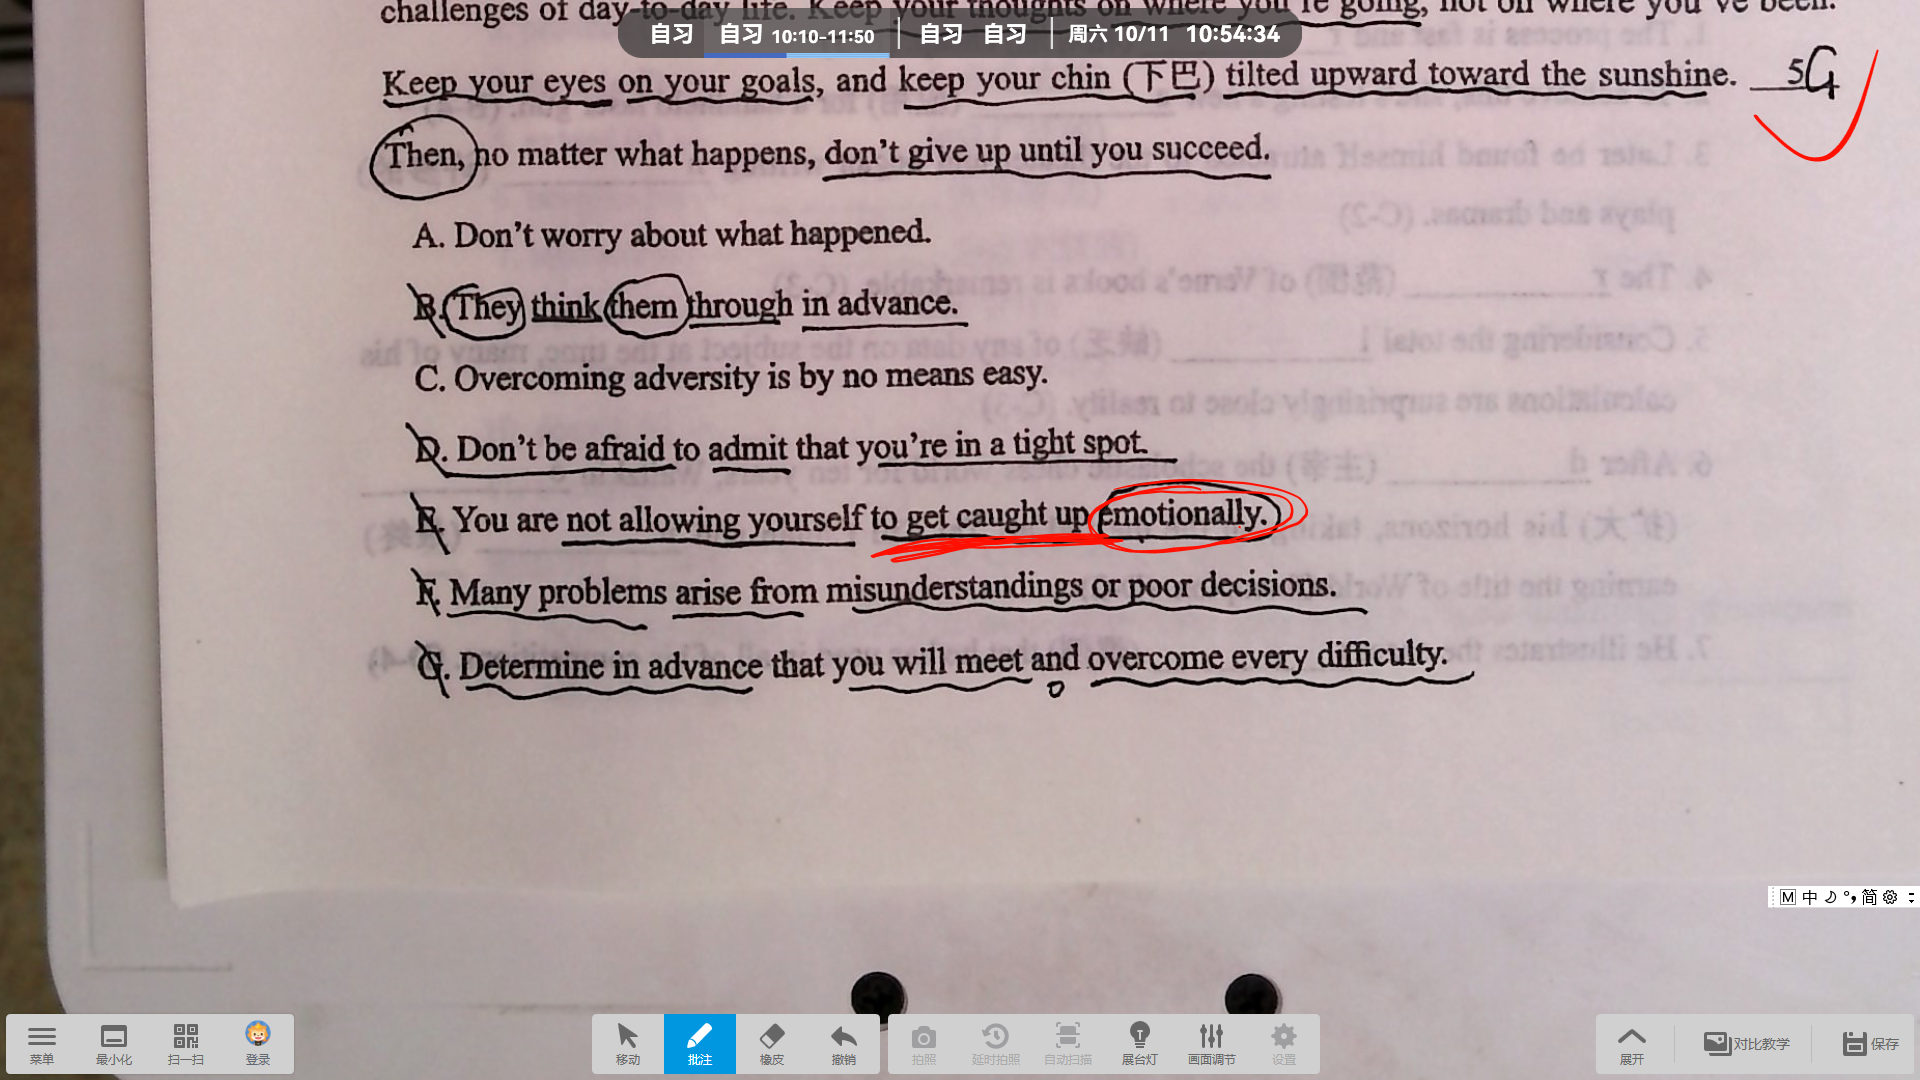 challenges of day-to-day life. Keep your thoughts on where you're going, not on where you've been.
自习 自习 10:10-11:50 自习 自习 周六 10/11 10:54:34
Keep your eyes on your goals, and keep your chin (下巴) tilted upward toward the sunshine. 5 G
Then, no matter what happens, don't give up until you succeed.
A. Don't worry about what happened.
B. They think them through in advance.
C. Overcoming adversity is by no means easy.
D. Don't be afraid to admit that you're in a tight spot.
E. You are not allowing yourself to get caught up emotionally.
F. Many problems arise from misunderstandings or poor decisions.
G. Determine in advance that you will meet and overcome every difficulty.
M 中 简
菜单 最小化 扫一扫 登录 移动 批注 橡皮 撤销 拍照 延时拍照 自动扫描 展台灯 画面调节 设置 展开 对比教学 保存